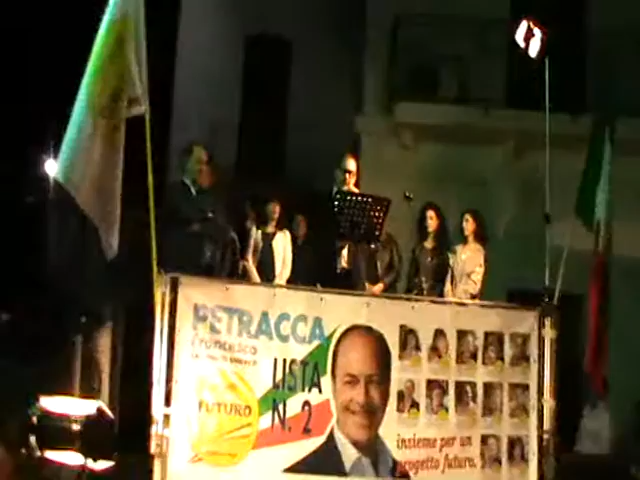 PETRACCA
Francesco
LISTA
N. 2
FUTURO
insieme per un
progetto futuro.